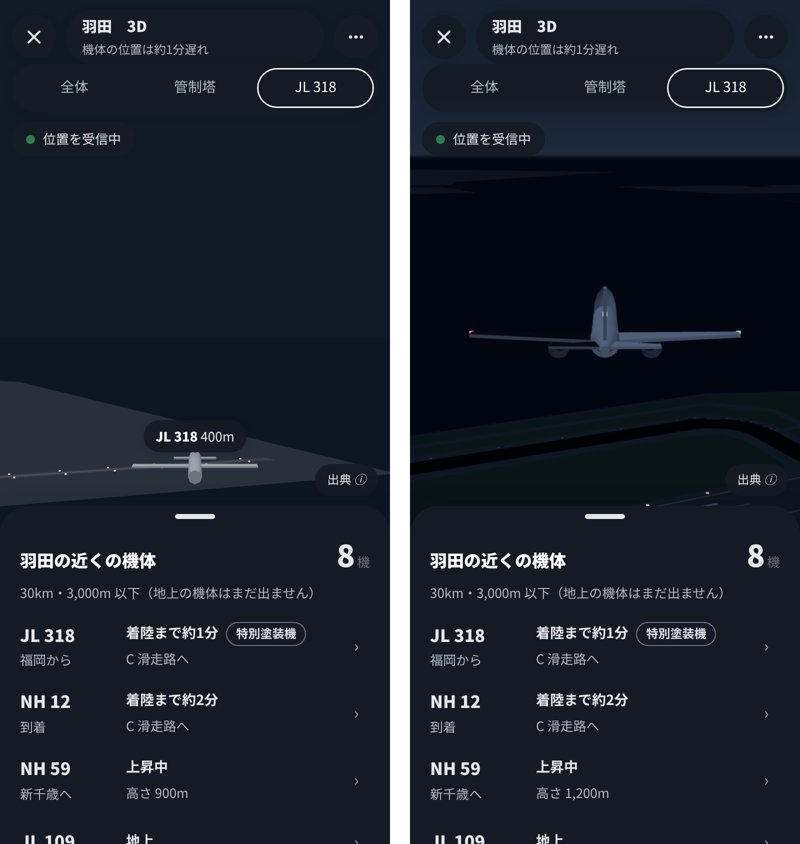 羽田 3D
機体の位置は約1分遅れ
全体
管制塔
JL 318
位置を受信中
JL 318 400m
出典 ⓘ
羽田の近くの機体
8機
30km・3,000m 以下（地上の機体はまだ出ません）
JL 318
着陸まで約1分
特別塗装機
福岡から
C 滑走路へ
NH 12
着陸まで約2分
到着
C 滑走路へ
NH 59
上昇中
新千歳へ
高さ 900m
JL 109
地上
羽田 3D
機体の位置は約1分遅れ
全体
管制塔
JL 318
位置を受信中
出典 ⓘ
羽田の近くの機体
8機
30km・3,000m 以下（地上の機体はまだ出ません）
JL 318
着陸まで約1分
特別塗装機
福岡から
C 滑走路へ
NH 12
着陸まで約2分
到着
C 滑走路へ
NH 59
上昇中
新千歳へ
高さ 1,200m
JL 109
地上